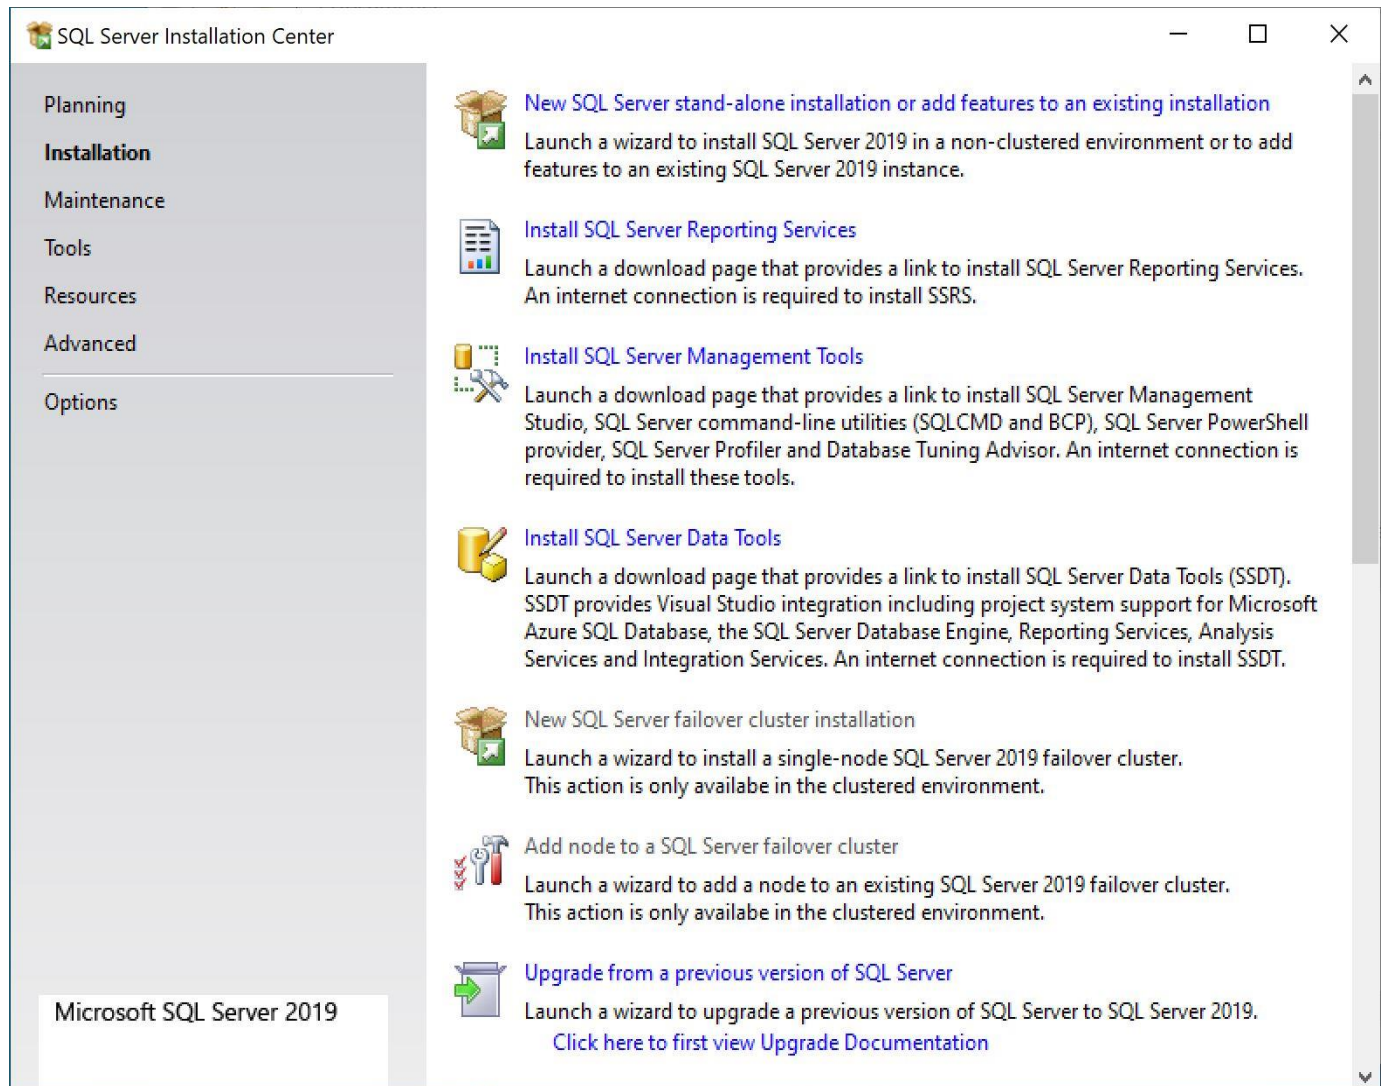 SQL Server Installation Center
Planning
Installation
Maintenance
Tools
Resources
Advanced
Options
Microsoft SQL Server 2019
New SQL Server stand-alone installation or add features to an existing installation
Launch a wizard to install SQL Server 2019 in a non-clustered environment or to add
features to an existing SQL Server 2019 instance.
Install SQL Server Reporting Services
Launch a download page that provides a link to install SQL Server Reporting Services.
An internet connection is required to install SSRS.
Install SQL Server Management Tools
Launch a download page that provides a link to install SQL Server Management
Studio, SQL Server command-line utilities (SQLCMD and BCP), SQL Server PowerShell
provider, SQL Server Profiler and Database Tuning Advisor. An internet connection is
required to install these tools.
Install SQL Server Data Tools
Launch a download page that provides a link to install SQL Server Data Tools (SSDT).
SSDT provides Visual Studio integration including project system support for Microsoft
Azure SQL Database, the SQL Server Database Engine, Reporting Services, Analysis
Services and Integration Services. An internet connection is required to install SSDT.
New SQL Server failover cluster installation
Launch a wizard to install a single-node SQL Server 2019 failover cluster.
This action is only availabe in the clustered environment.
Add node to a SQL Server failover cluster
Launch a wizard to add a node to an existing SQL Server 2019 failover cluster.
This action is only availabe in the clustered environment.
Upgrade from a previous version of SQL Server
Launch a wizard to upgrade a previous version of SQL Server to SQL Server 2019.
Click here to first view Upgrade Documentation